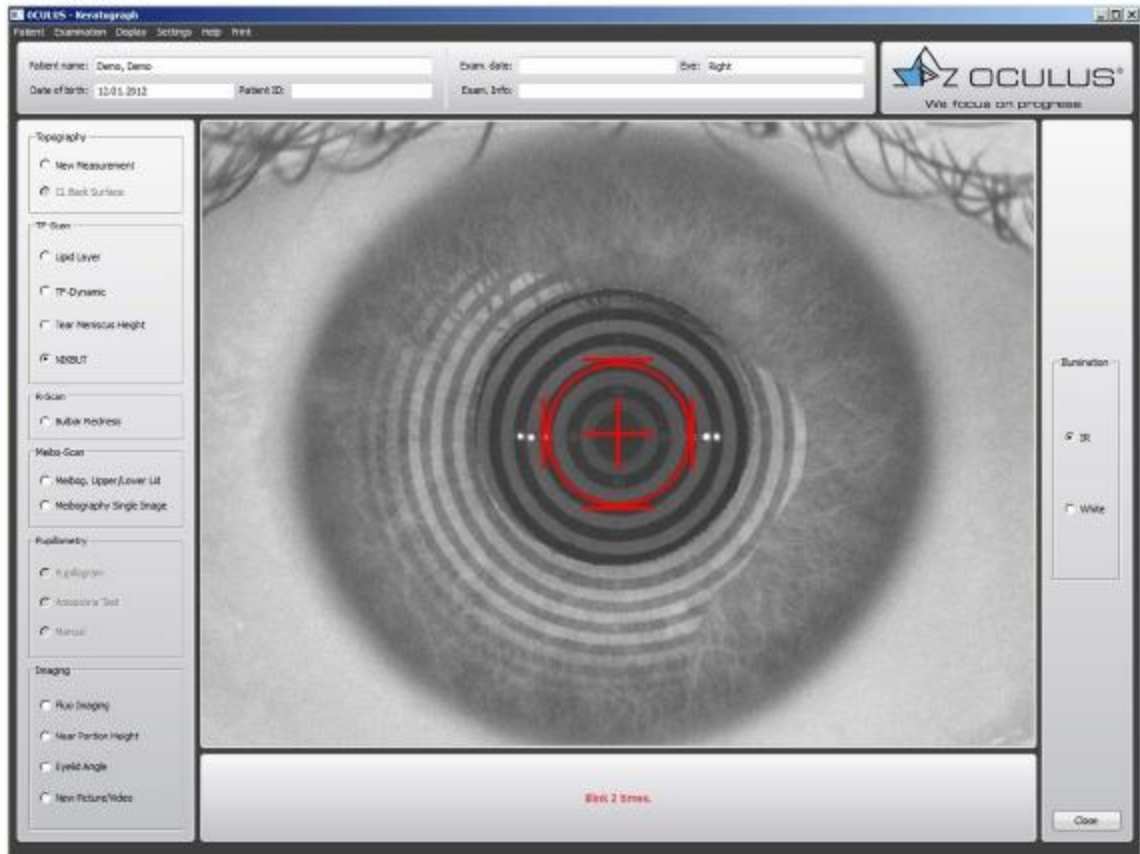 OCULUS - Keratograph
Patient Examination Display Settings Help Print
Patient name: Demo, Demo
Exam. date:
Eye: Right
Date of birth: 12.01.2012
Patient ID:
Exam. Info:
OCULUS®
We focus on progress
Topography
New Measurement
CL Back Surface
TF-Scan
Lipid Layer
TF-Dynamic
Tear Meniscus Height
NIKBUT
R-Scan
Bulbar Redness
Meibo-Scan
Meibog. Upper/Lower Lid
Meibography Single Image
Pupillometry
Pupillogram
Anisocoria Test
Manual
Imaging
Fluo Imaging
Near Portion Height
Eyelid Angle
New Picture/Video
Illumination
IR
White
Blink 2 times.
Close